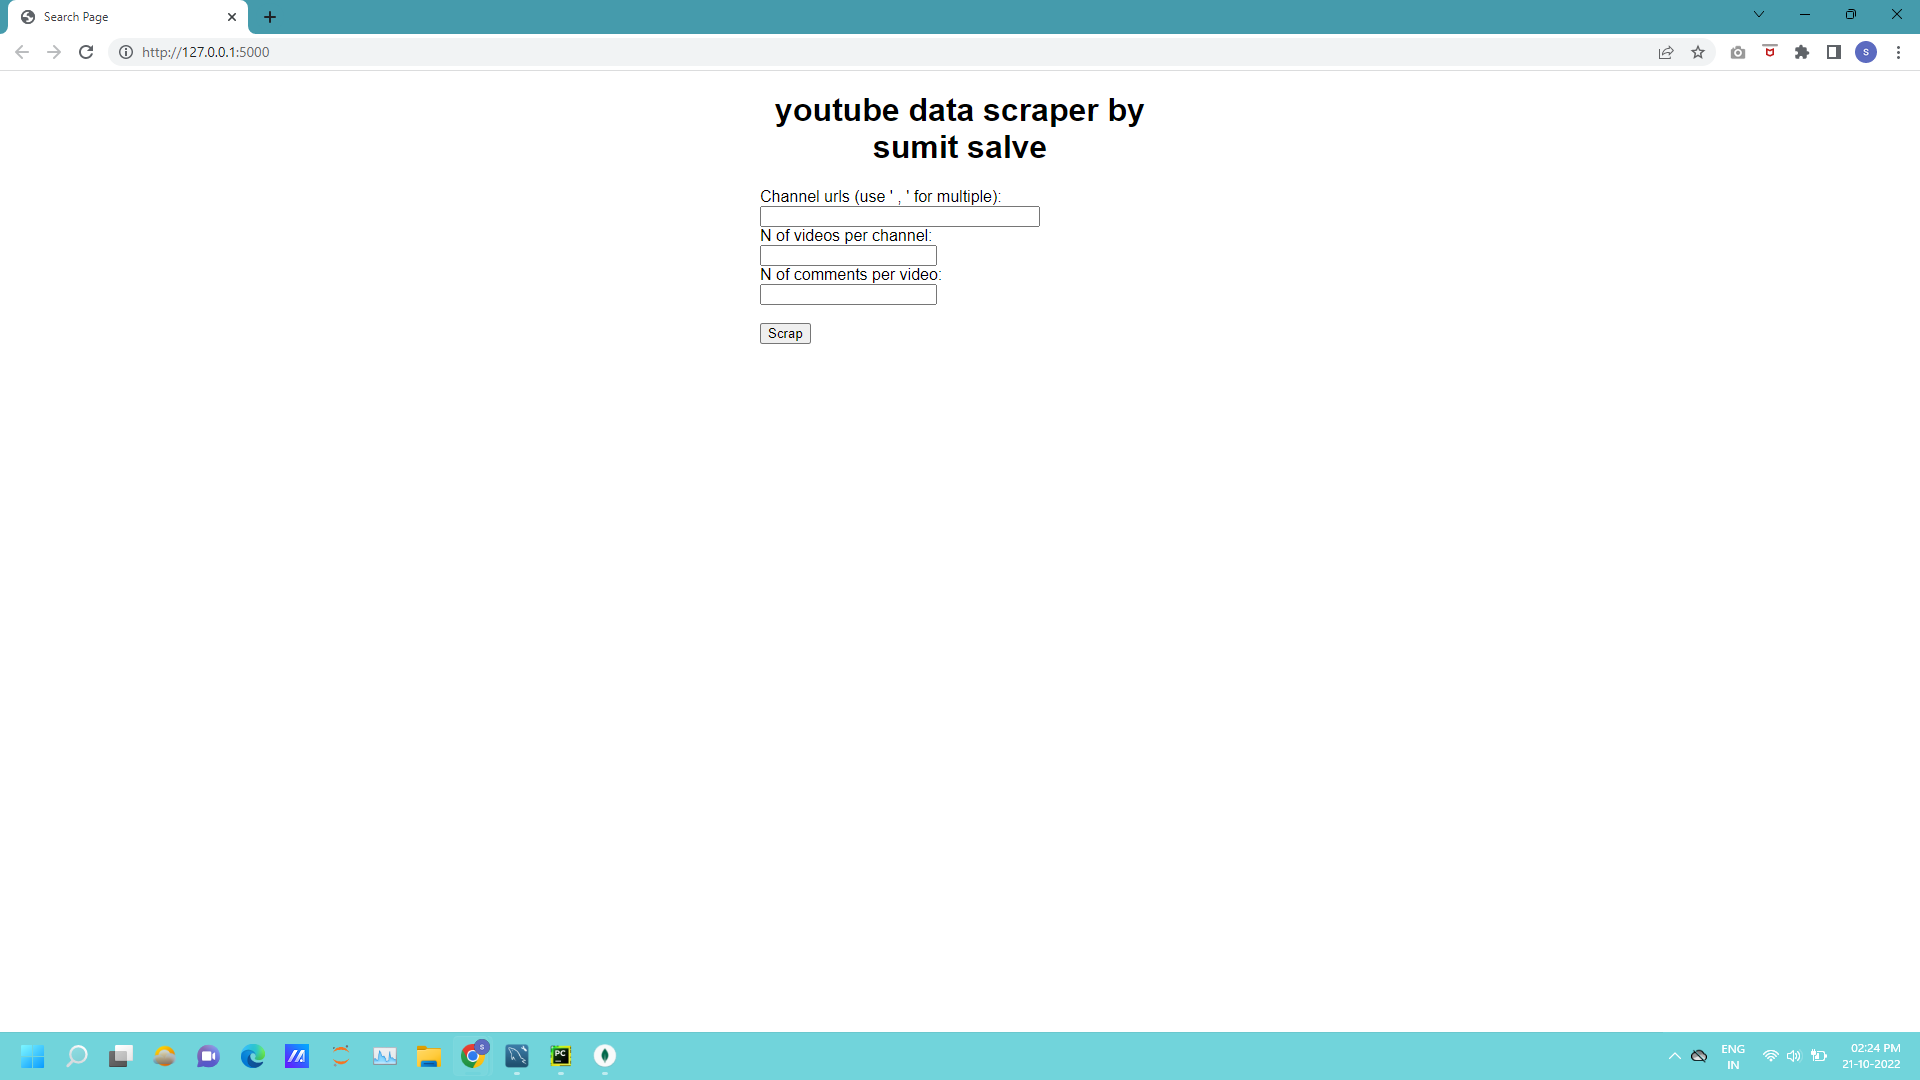 Search Page
http://127.0.0.1:5000
S
youtube data scraper by
sumit salve
Channel urls (use ' , ' for multiple):
N of videos per channel:
N of comments per video:
Scrap
S
PC
ENG
IN
02:24 PM
21-10-2022